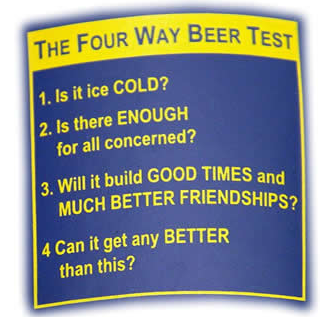 THE FOUR WAY BEER TEST
1. Is it ice COLD?
2. Is there ENOUGH
for all concerned?
3. Will it build GOOD TIMES and
MUCH BETTER FRIENDSHIPS?
4 Can it get any BETTER
than this?